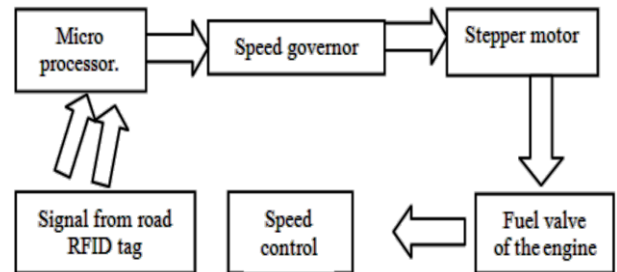 Micro
processor.
Speed governor
Stepper motor
Signal from road
RFID tag
Speed
control
Fuel valve
of the engine